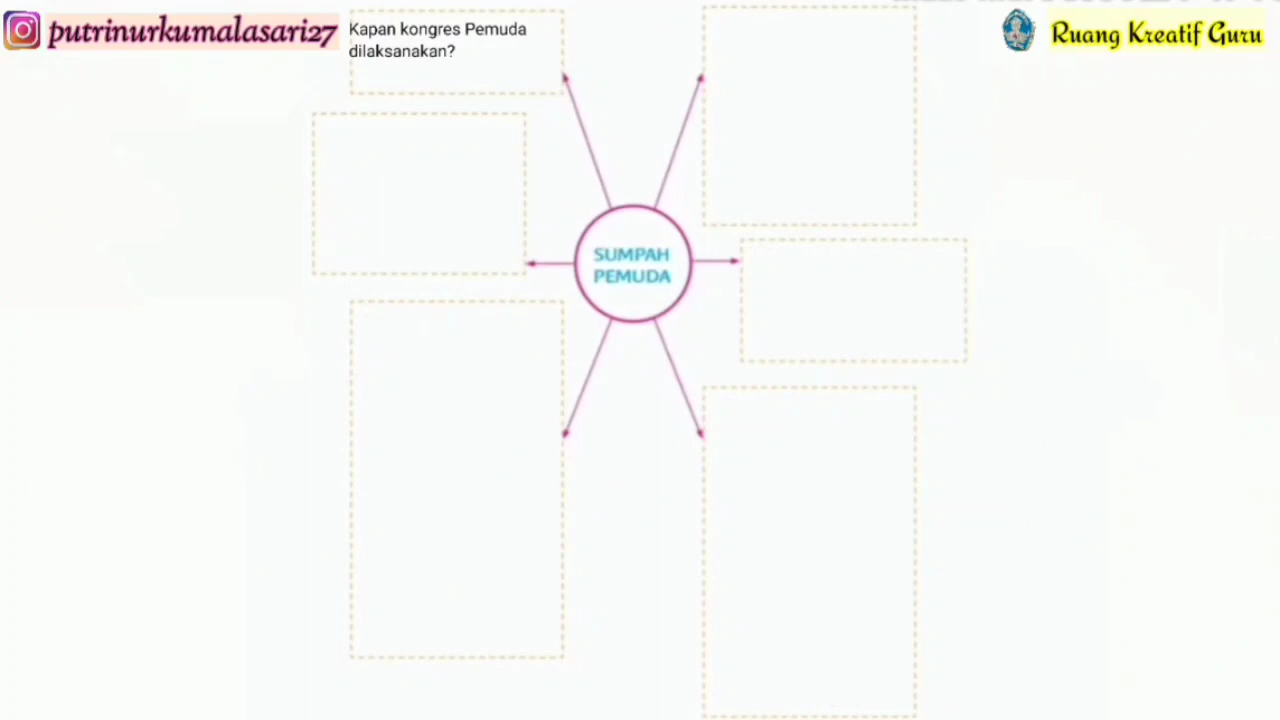 putrinurkumalasari27
Kapan kongres Pemuda
dilaksanakan?
Ruang Kreatif Guru
SUMPAH
PEMUDA